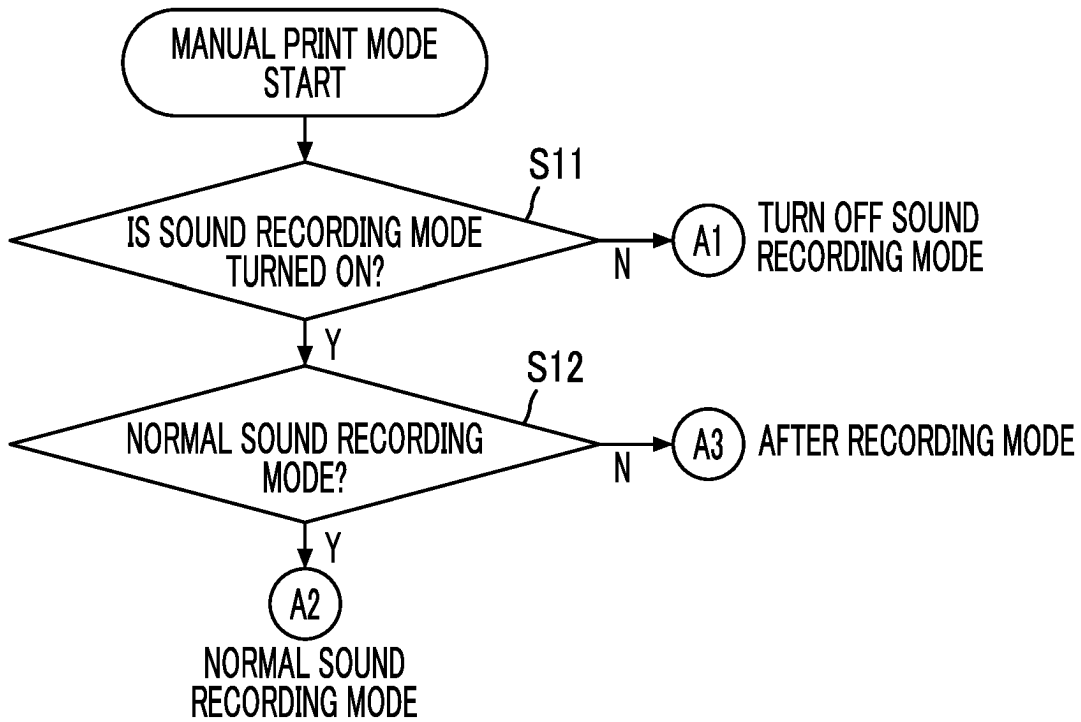 MANUAL PRINT MODE
START
S11
IS SOUND RECORDING MODE
TURNED ON?
N
A1
TURN OFF SOUND
RECORDING MODE
Y
S12
NORMAL SOUND RECORDING
MODE?
N
A3
AFTER RECORDING MODE
Y
A2
NORMAL SOUND
RECORDING MODE